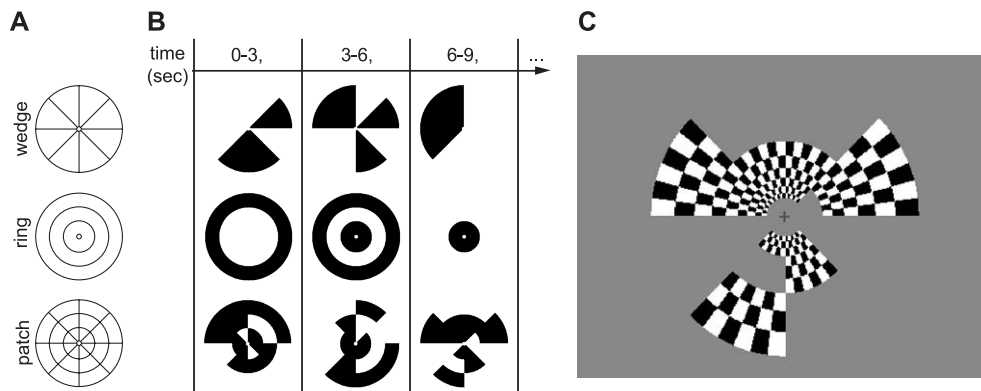 A
B
C
time
(sec)
0-3,
3-6,
6-9,
...
wedge
ring
patch